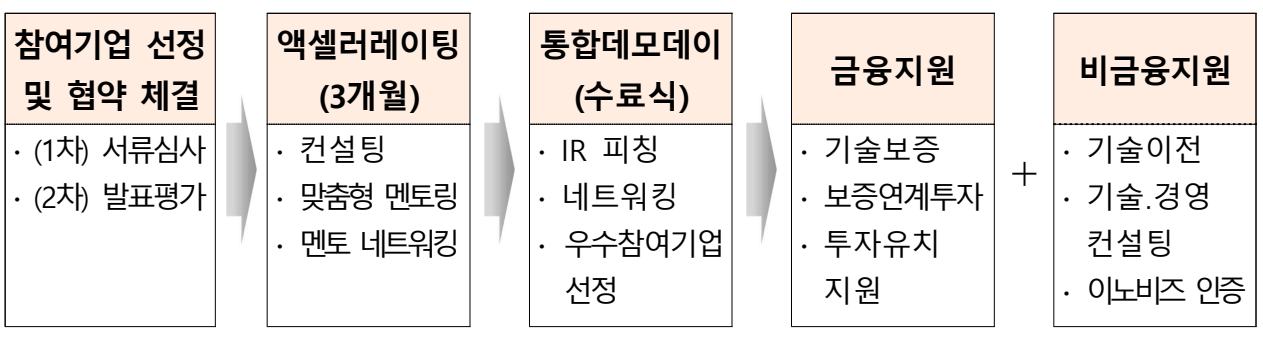 참여기업 선정
및 협약 체결
· (1차) 서류심사
· (2차) 발표평가
액셀러레이팅
(3개월)
· 컨설팅
· 맞춤형 멘토링
· 멘토 네트워킹
통합데모데이
(수료식)
· IR 피칭
· 네트워킹
· 우수참여기업
선정
금융지원
· 기술보증
· 보증연계투자
· 투자유치
지원
+
비금융지원
· 기술이전
· 기술.경영
컨설팅
· 이노비즈 인증